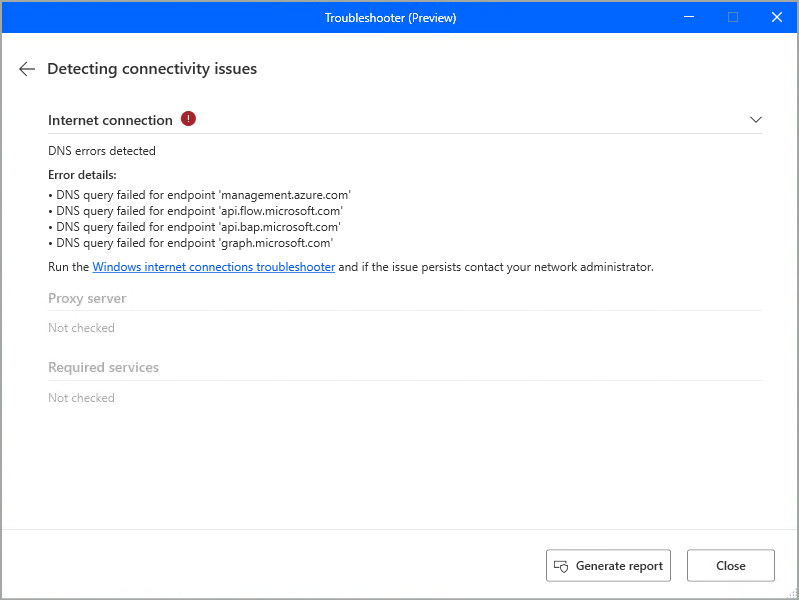 Troubleshooter (Preview)
Detecting connectivity issues
Internet connection
DNS errors detected
Error details:
• DNS query failed for endpoint 'management.azure.com'
• DNS query failed for endpoint 'api.flow.microsoft.com'
• DNS query failed for endpoint 'api.bap.microsoft.com'
• DNS query failed for endpoint 'graph.microsoft.com'
Run the Windows internet connections troubleshooter and if the issue persists contact your network administrator.
Proxy server
Not checked
Required services
Not checked
Generate report
Close